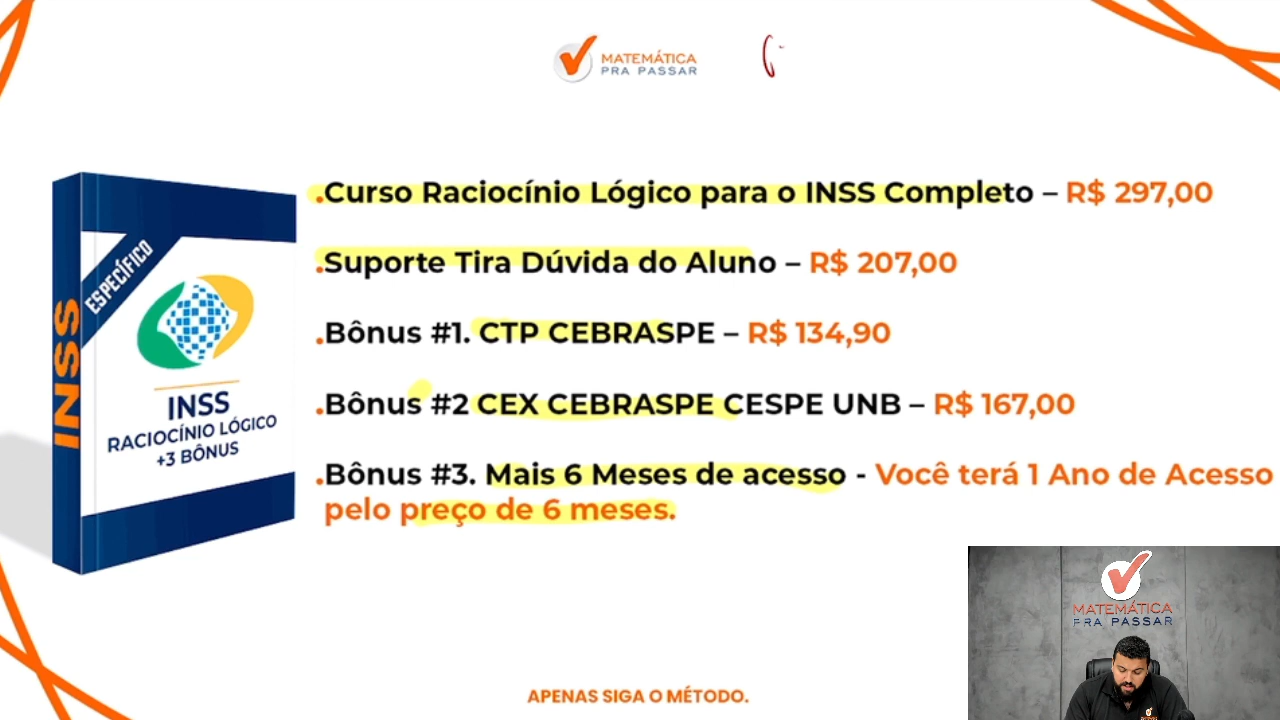 MATEMÁTICA
PRA PASSAR
.Curso Raciocínio Lógico para o INSS Completo – R$ 297,00
.Suporte Tira Dúvida do Aluno – R$ 207,00
.Bônus #1. CTP CEBRASPE – R$ 134,90
.Bônus #2 CEX CEBRASPE CESPE UNB – R$ 167,00
.Bônus #3. Mais 6 Meses de acesso - Você terá 1 Ano de Acesso
pelo preço de 6 meses.
INSS
ESPECÍFICO
INSS
RACIOCÍNIO LÓGICO
+3 BÔNUS
MATEMÁTICA
PRA PASSAR
APENAS SIGA O MÉTODO.